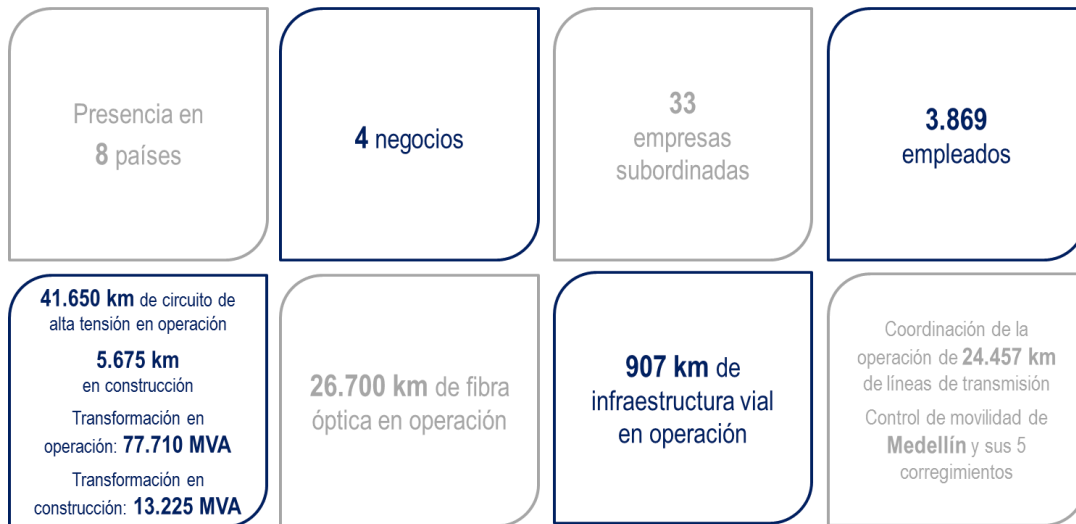 Presencia en
8 países
4 negocios
33
empresas
subordinadas
3.869
empleados
41.650 km de circuito de
alta tensión en operación
5.675 km
en construcción
Transformación en
operación: 77.710 MVA
Transformación en
construcción: 13.225 MVA
26.700 km de fibra
óptica en operación
907 km de
infraestructura vial
en operación
Coordinación de la
operación de 24.457 km
de líneas de transmisión
Control de movilidad de
Medellín y sus 5
corregimientos